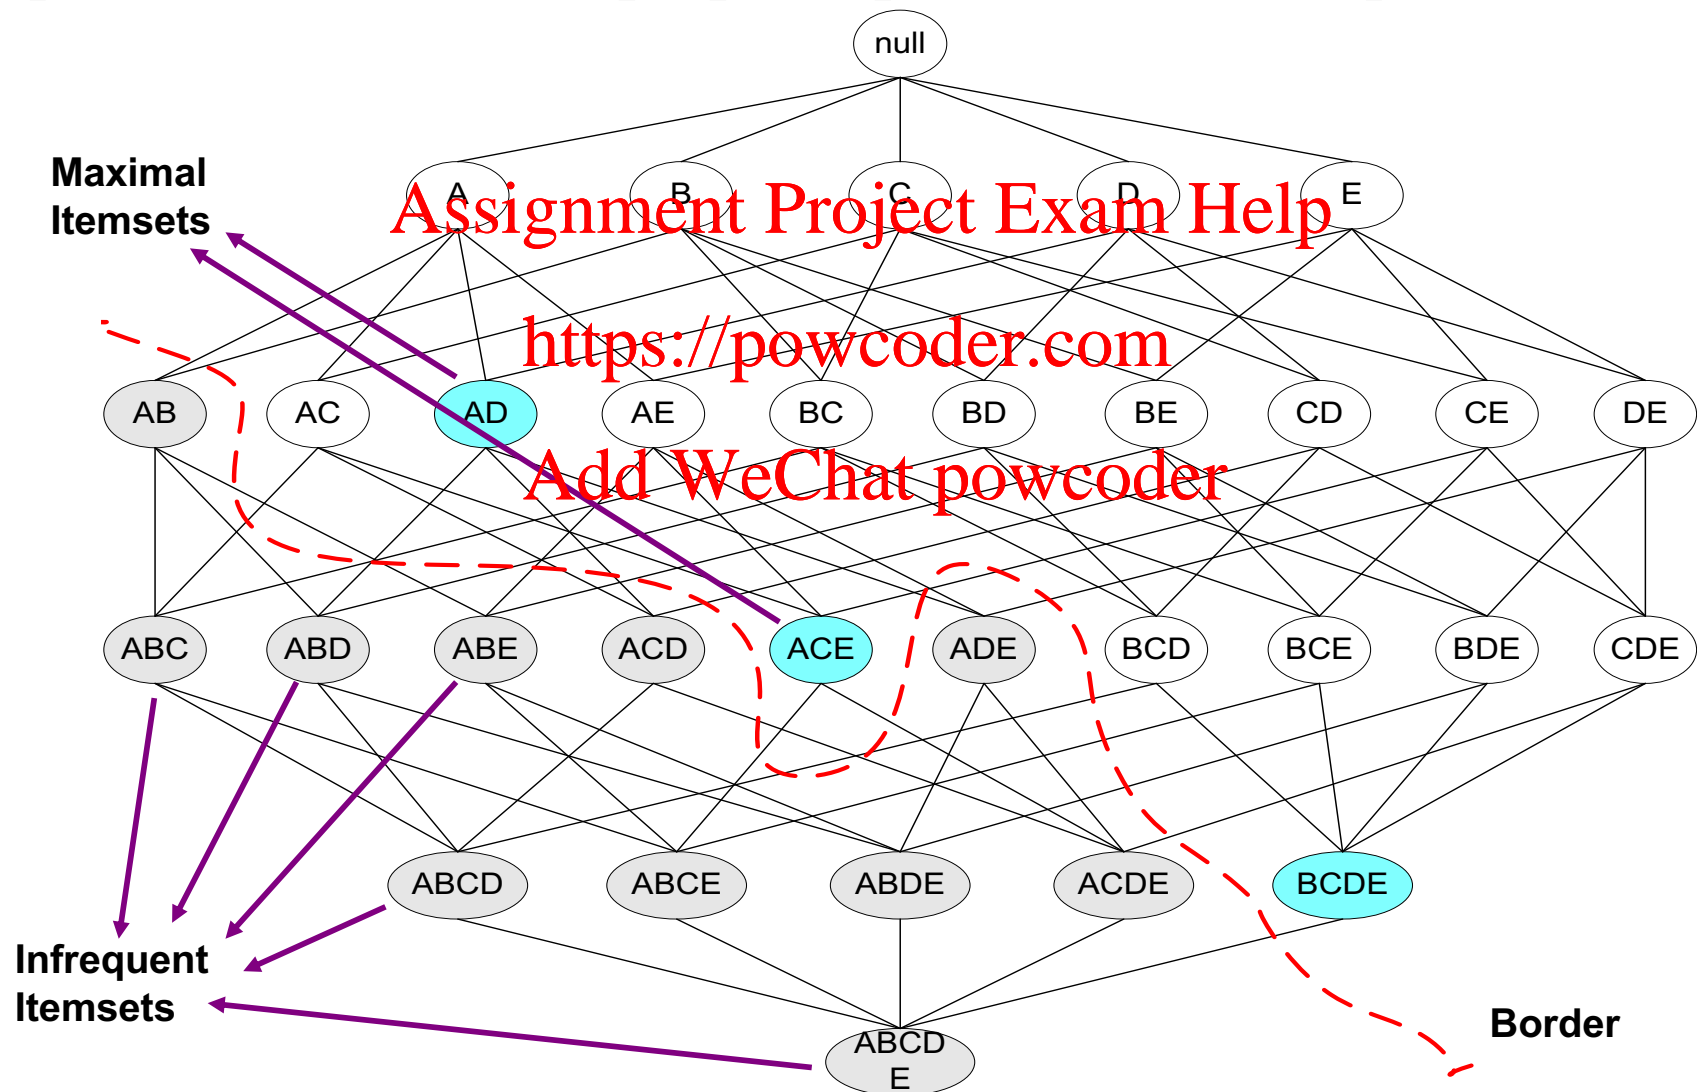 null
Maximal
Itemsets
A B C D E
Assignment Project Exam Help
https://powcoder.com
AB AC AD AE BC BD BE CD CE DE
Add WeChat powcoder
ABC ABD ABE ACD ACE ADE BCD BCE BDE CDE
ABCD ABCE ABDE ACDE BCDE
Infrequent
Itemsets
Border
ABCD
E